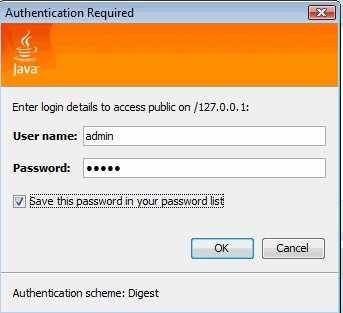 Authentication Required
Java™
Enter login details to access public on /127.0.0.1:
User name: admin
Password: •••••
Save this password in your password list
OK Cancel
Authentication scheme: Digest